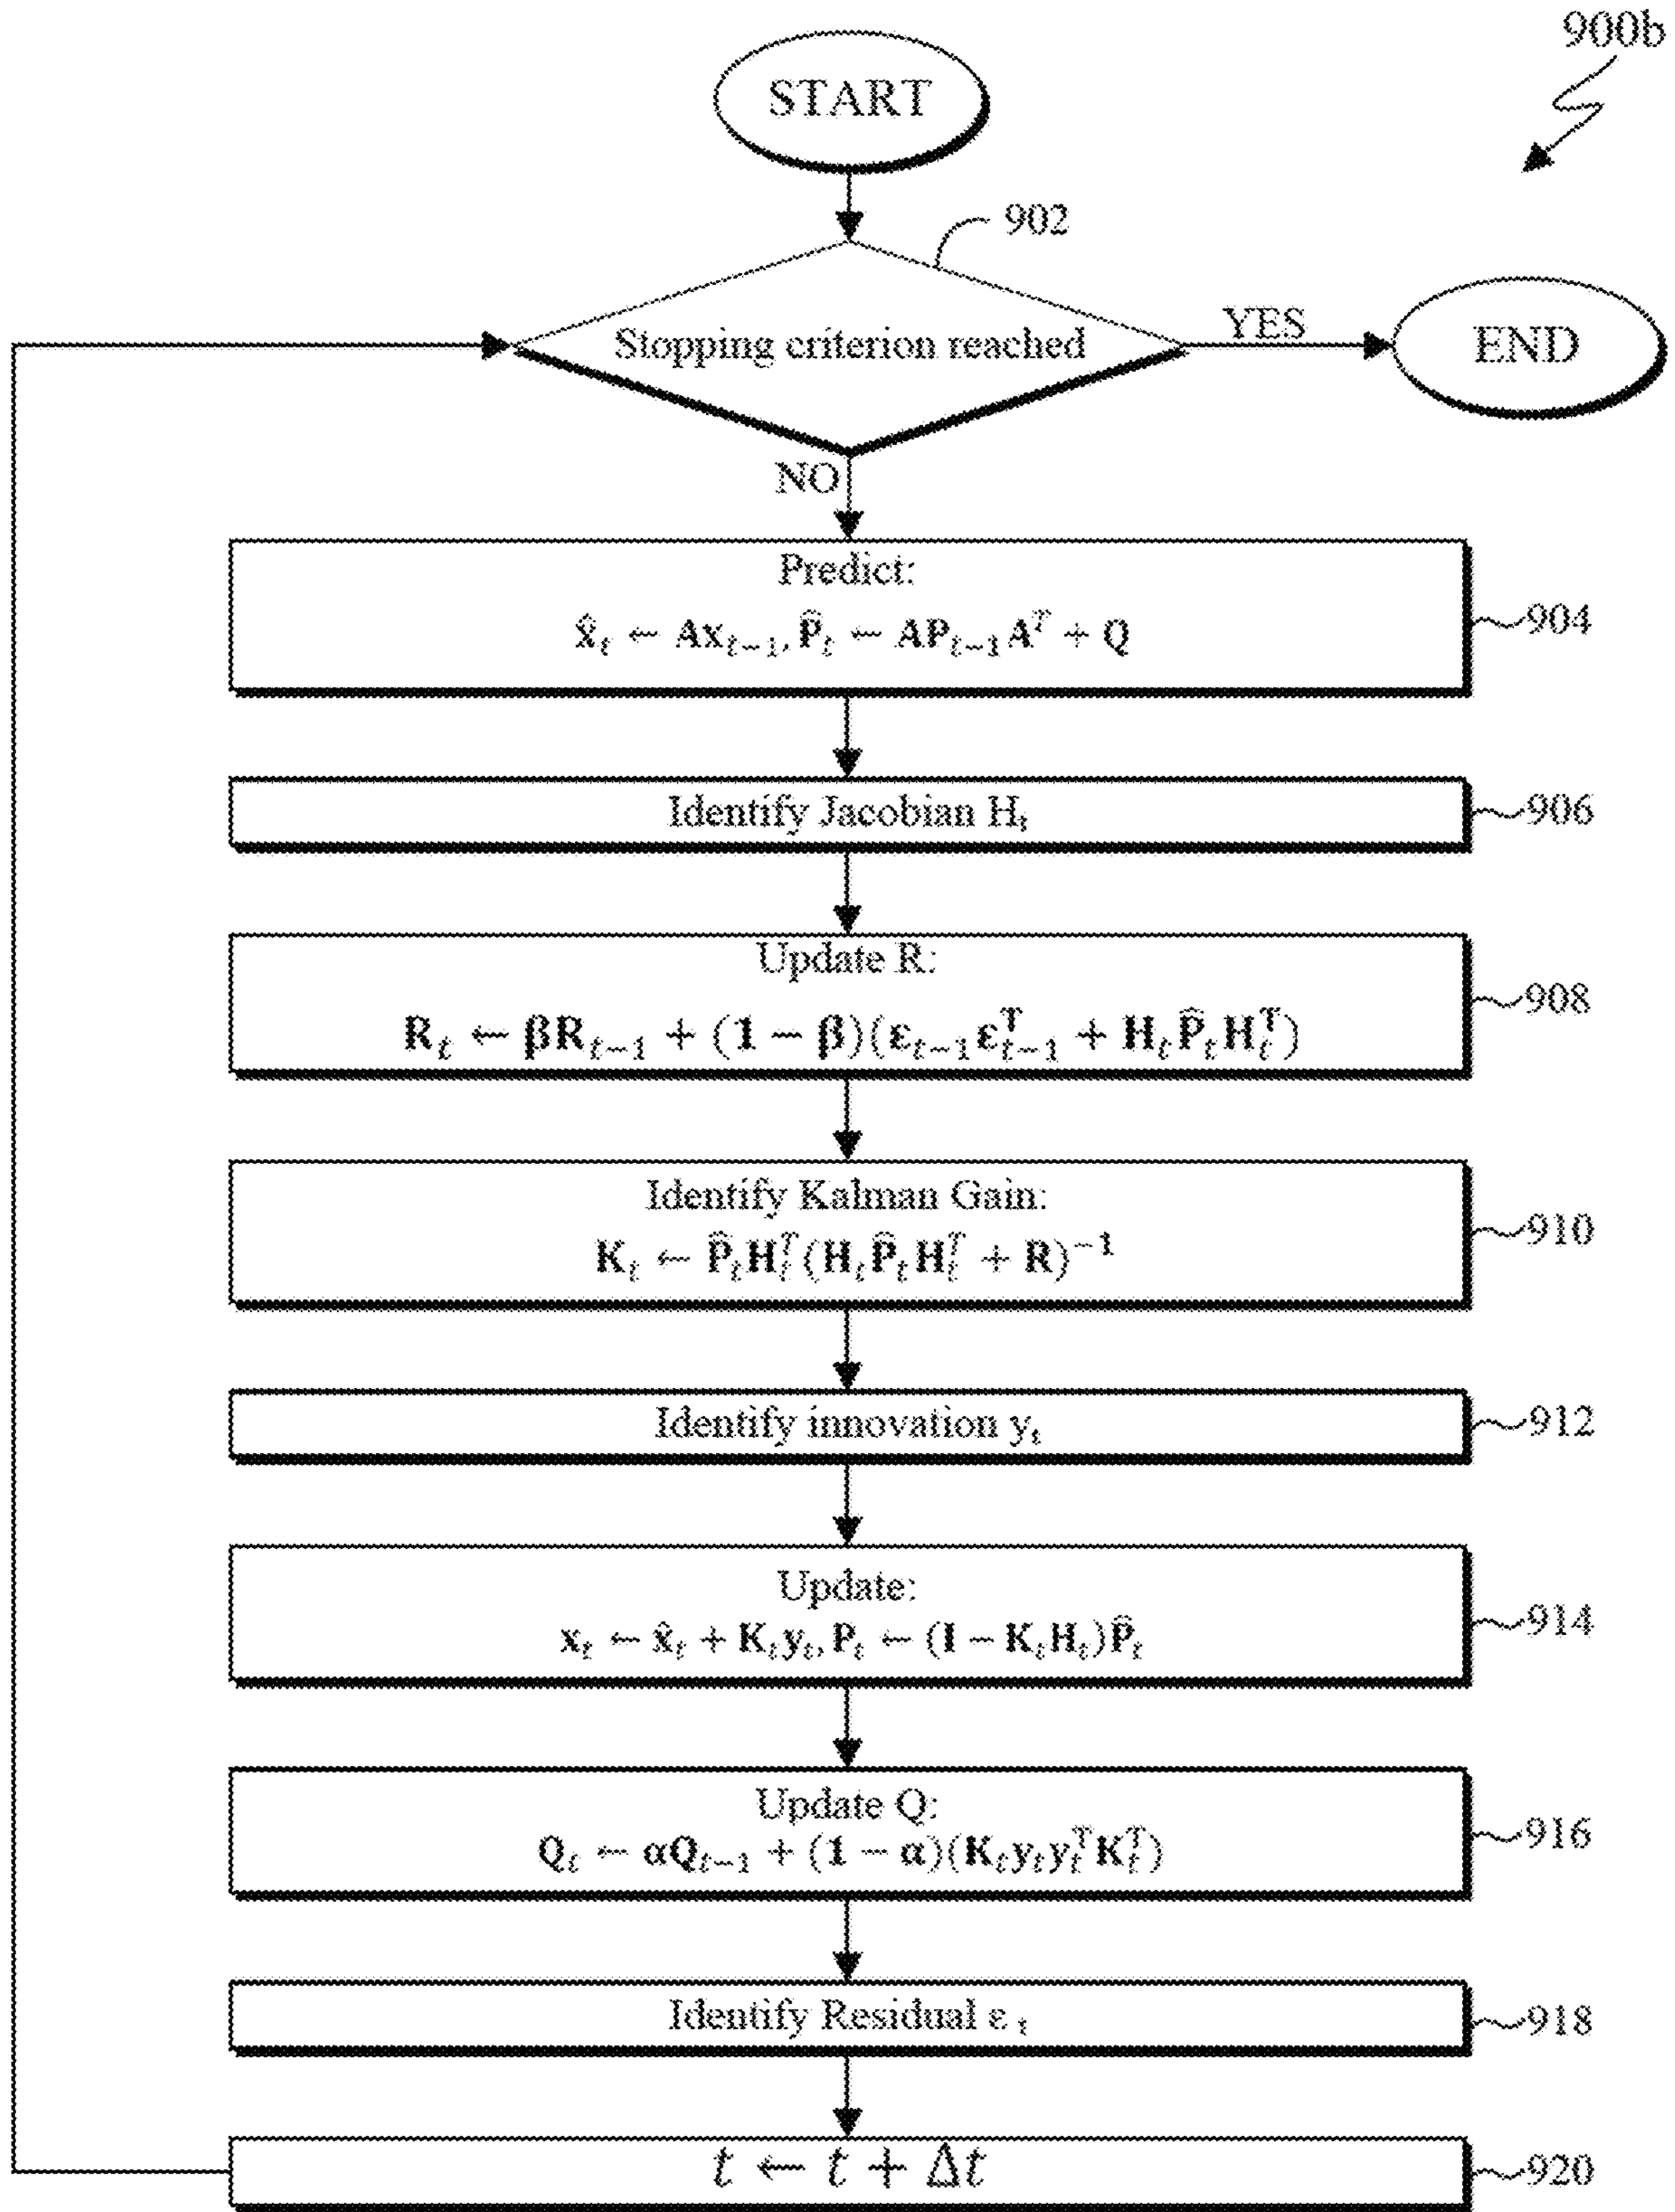 900b
START
902
Stopping criterion reached
YES
END
NO
Predict:
x̂ₜ ← Axₜ₋₁, P̂ₜ ← APₜ₋₁Aᵀ + Q
904
Identify Jacobian Hₜ
906
Update R:
Rₜ ← βRₜ₋₁ + (1 − β)(εₜ₋₁εᵀₜ₋₁ + HₜP̂ₜHₜᵀ)
908
Identify Kalman Gain:
Kₜ ← P̂ₜHₜᵀ(HₜP̂ₜHₜᵀ + R)⁻¹
910
Identify innovation yₜ
912
Update:
xₜ ← x̂ₜ + Kₜyₜ, Pₜ ← (I − KₜHₜ)P̂ₜ
914
Update Q:
Qₜ ← αQₜ₋₁ + (1 − α)(KₜyₜyₜᵀKₜᵀ)
916
Identify Residual εₜ
918
t ← t + Δt
920